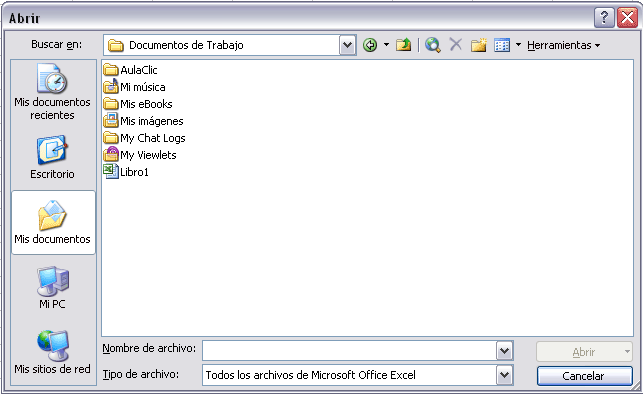 Abrir
Buscar en: Documentos de Trabajo Herramientas
Mis documentos recientes
Escritorio
Mis documentos
Mi PC
Mis sitios de red
AulaClic
Mi música
Mis eBooks
Mis imágenes
My Chat Logs
My Viewlets
Libro1
Nombre de archivo: Abrir
Tipo de archivo: Todos los archivos de Microsoft Office Excel Cancelar